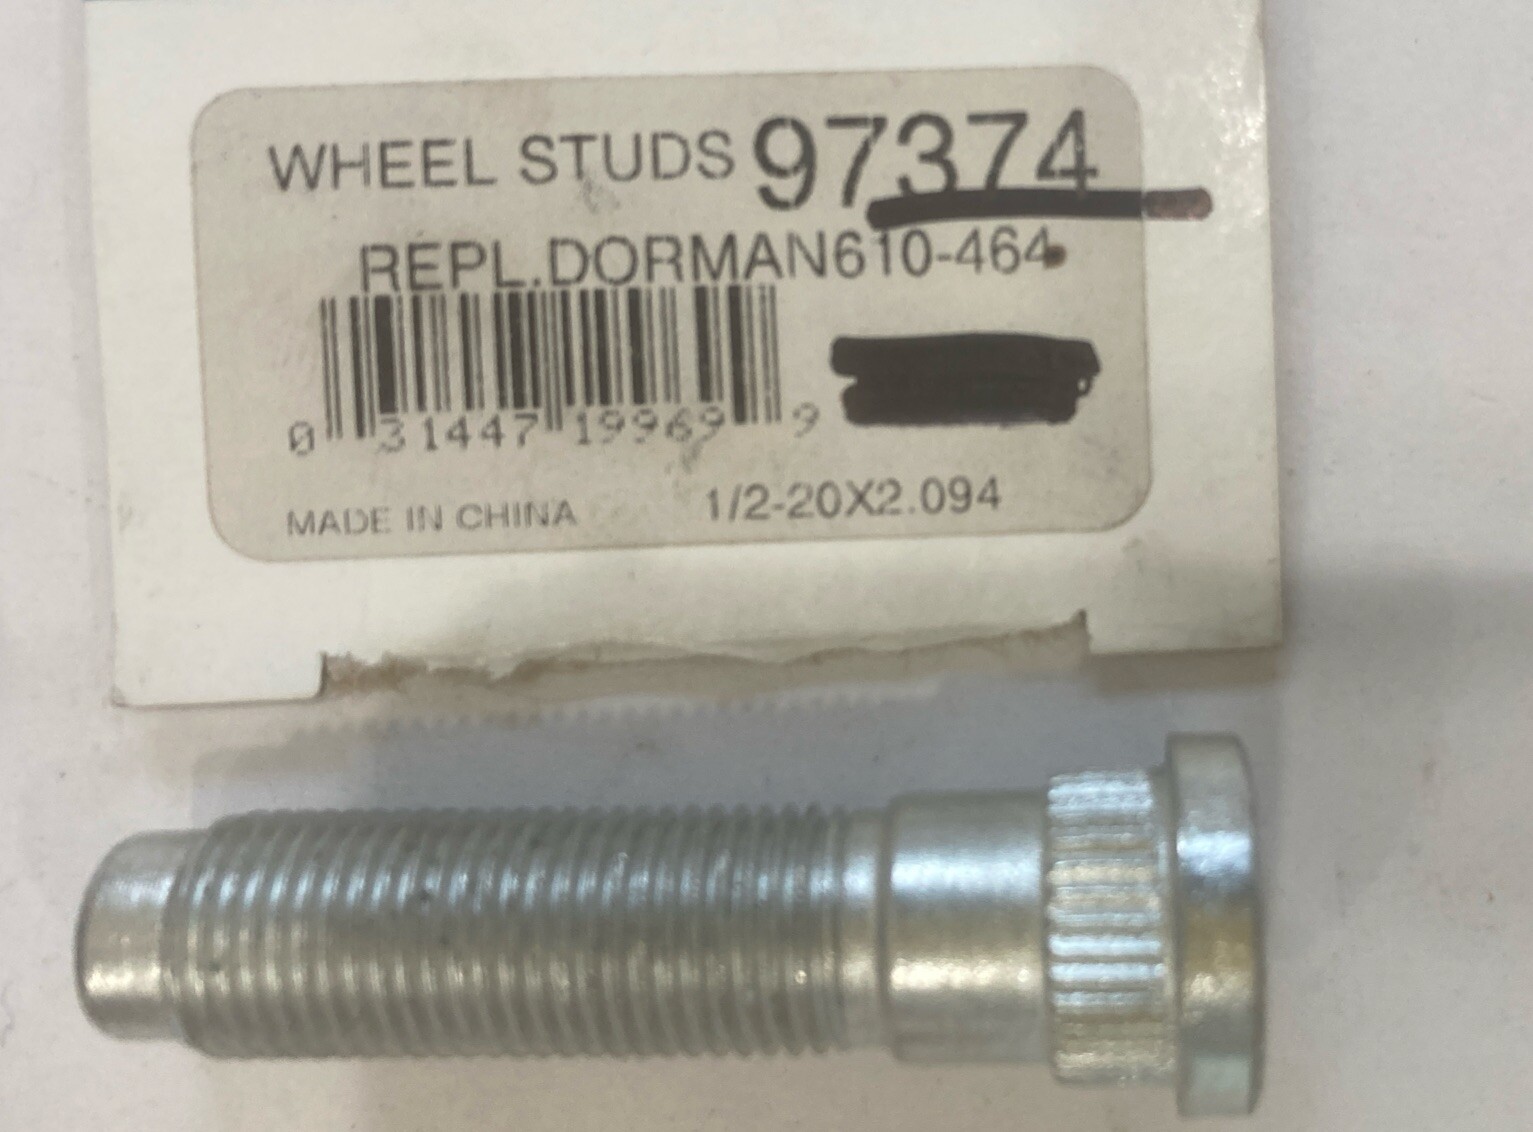 WHEEL STUDS 97374
REPL.DORMAN610-464
0 31447 19969 9
MADE IN CHINA 1/2-20X2.094